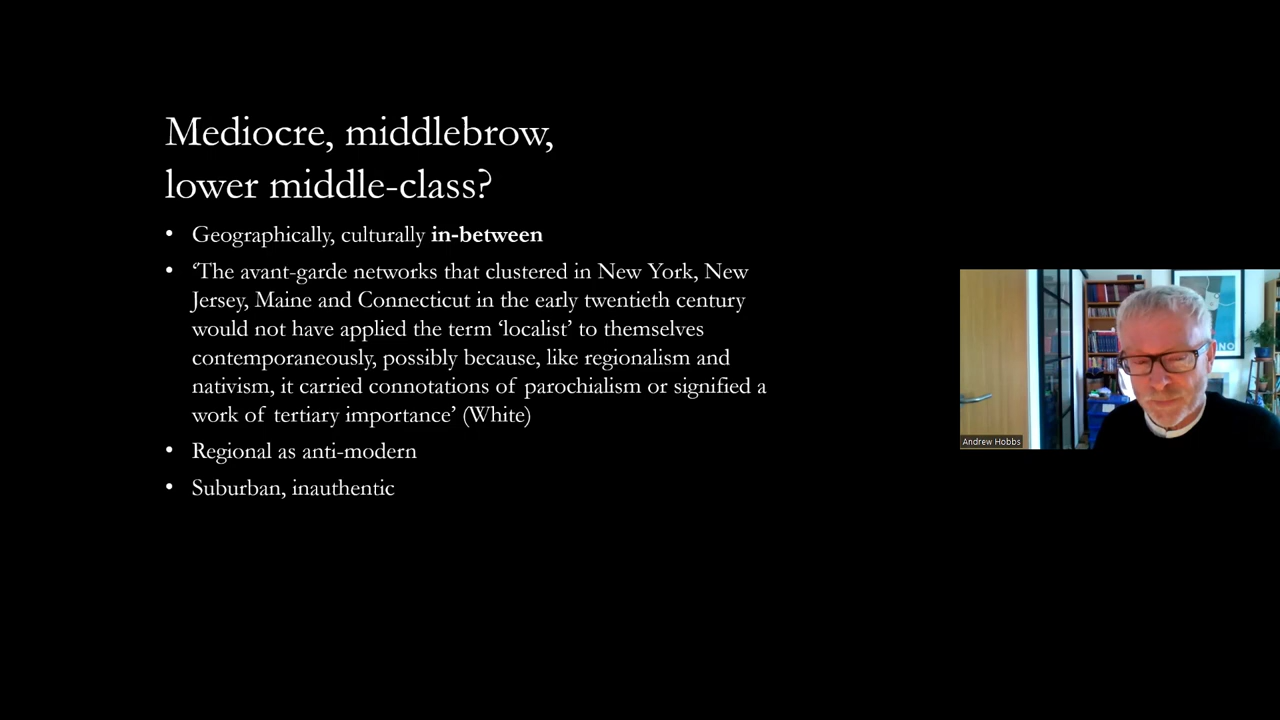 Mediocre, middlebrow,
lower middle-class?
• Geographically, culturally in-between
• ‘The avant-garde networks that clustered in New York, New
Jersey, Maine and Connecticut in the early twentieth century
would not have applied the term ‘localist’ to themselves
contemporaneously, possibly because, like regionalism and
nativism, it carried connotations of parochialism or signified a
work of tertiary importance’ (White)
• Regional as anti-modern
• Suburban, inauthentic
Andrew Hobbs